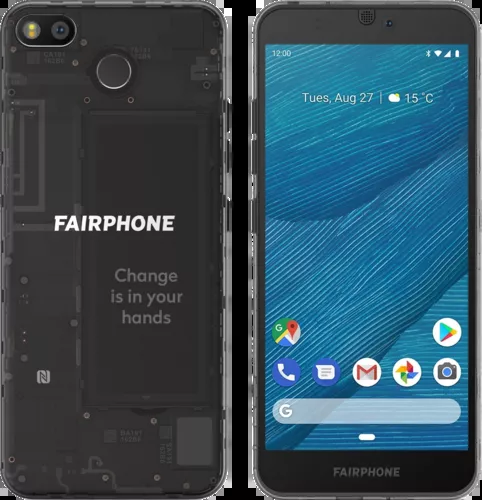 FAIRPHONE
Change
is in your
hands
12:00
Tues, Aug 27 | 15 °C
G
FAIRPHONE